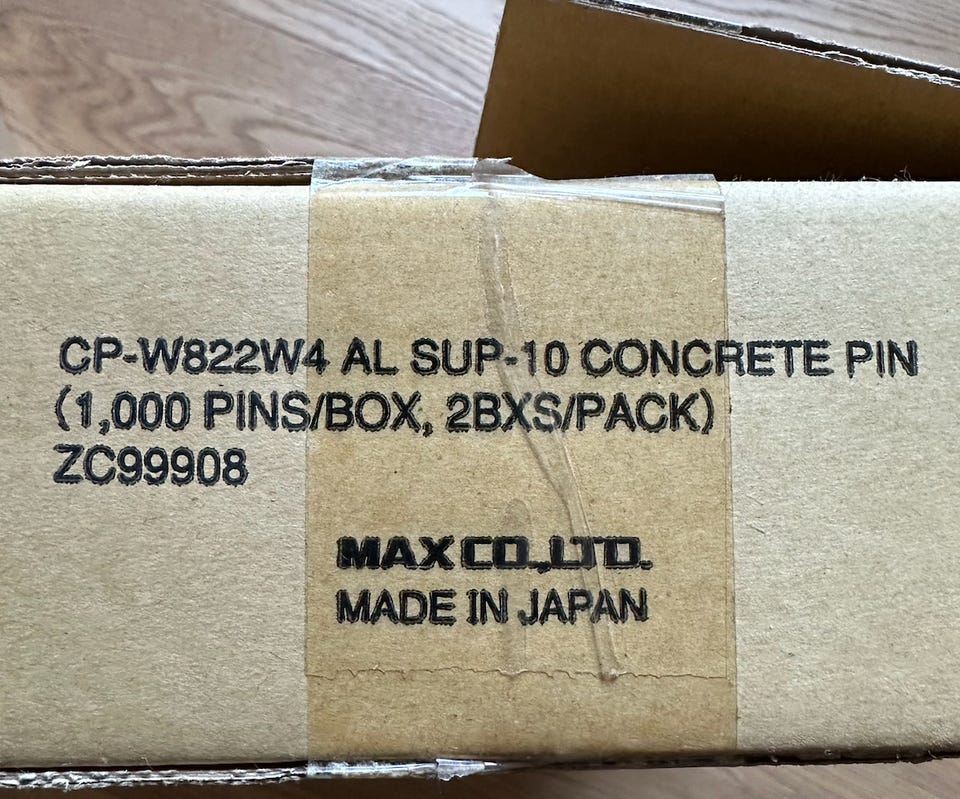 CP-W822W4 AL SUP-10 CONCRETE PIN
(1,000 PINS/BOX, 2BXS/PACK)
ZC99908
MAX CO.,LTD.
MADE IN JAPAN